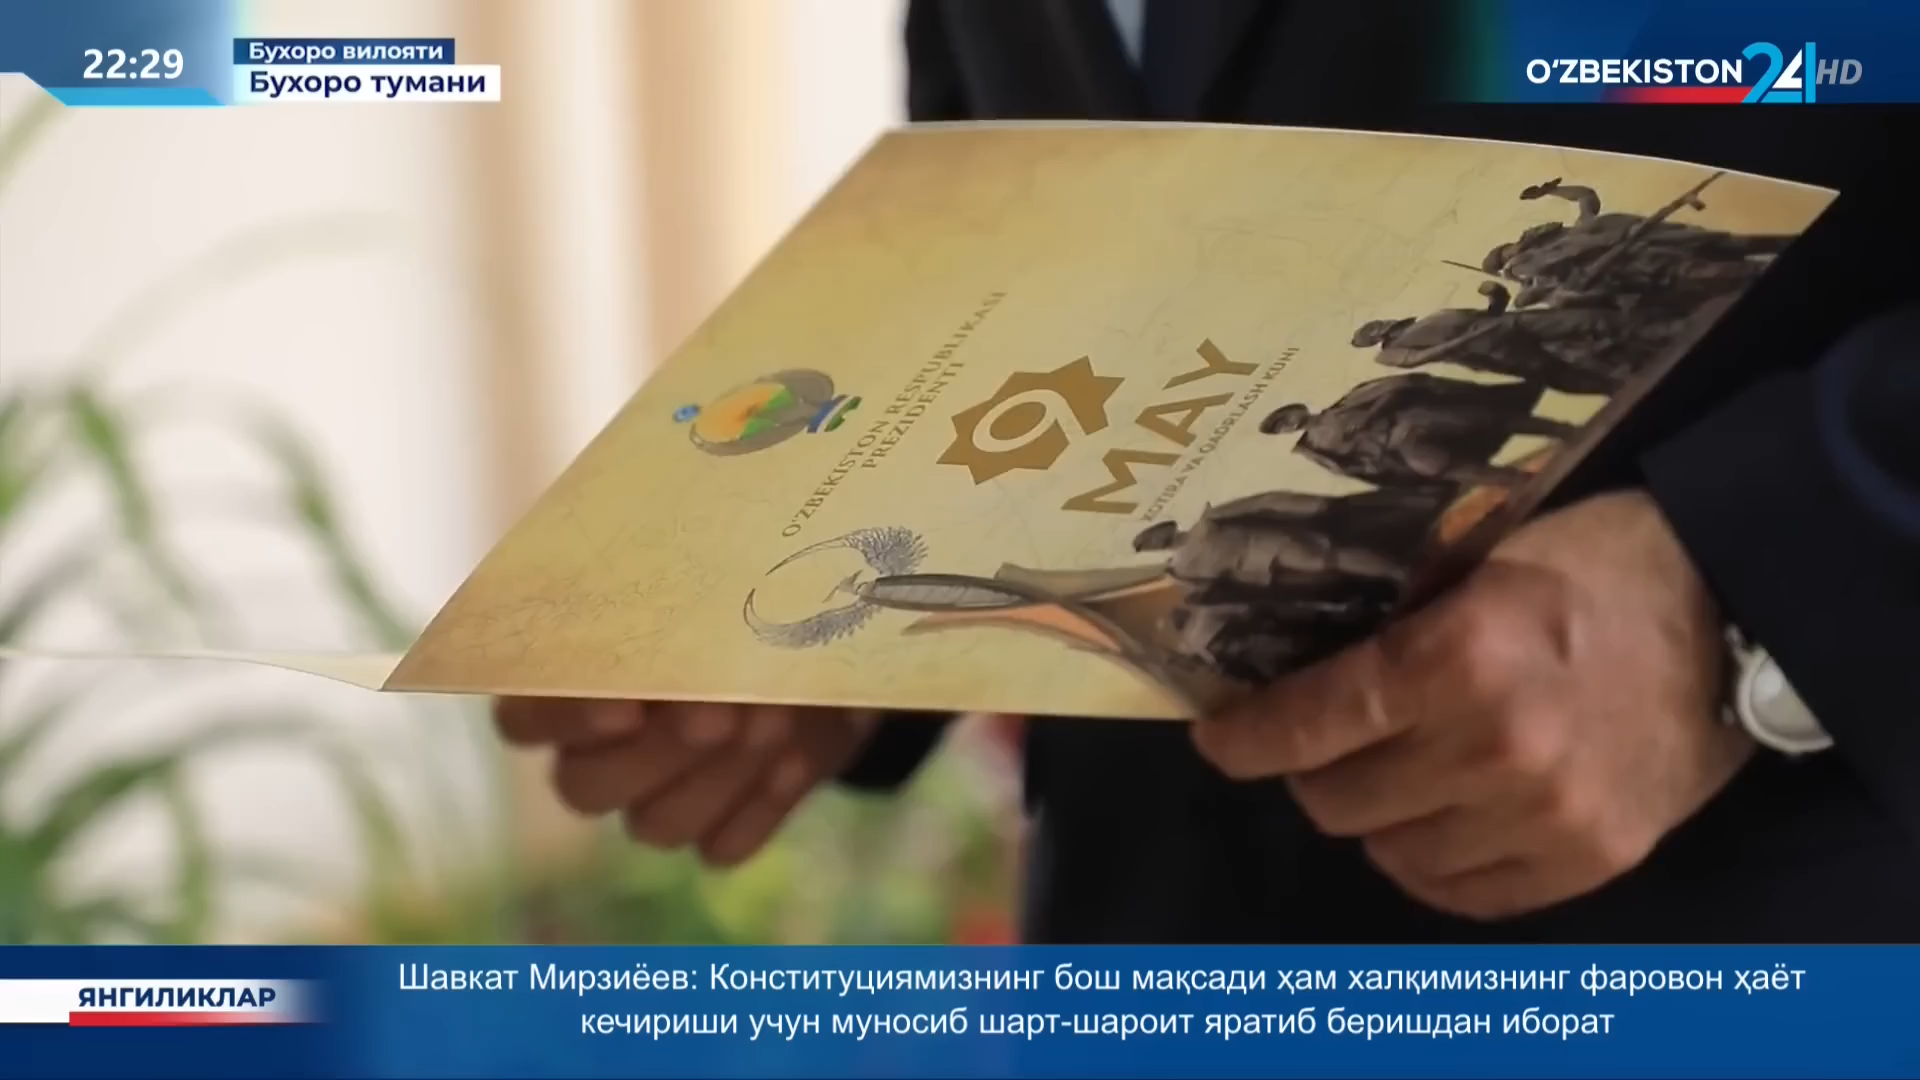 22:29
Бухоро вилояти
Бухоро тумани
O‘ZBEKISTON 24 HD
O‘ZBEKISTON RESPUBLIKASI
PREZIDENTI
9
MAY
XOTIRA VA QADRLASH KUNI
ЯНГИЛИКЛАР
Шавкат Мирзиёев: Конституциямизнинг бош мақсади ҳам халқимизнинг фаровон ҳаёт
кечириши учун муносиб шарт-шароит яратиб беришдан иборат